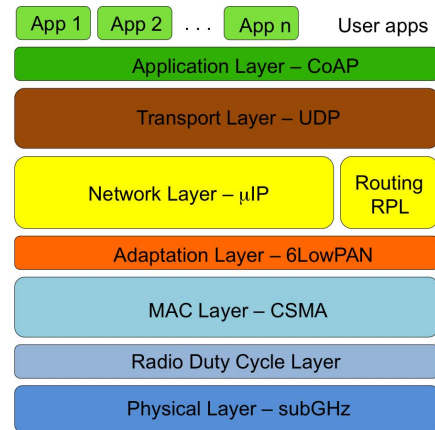 App 1 App 2 . . . App n User apps
Application Layer – CoAP
Transport Layer – UDP
Network Layer – μIP
Routing
RPL
Adaptation Layer – 6LowPAN
MAC Layer – CSMA
Radio Duty Cycle Layer
Physical Layer – subGHz